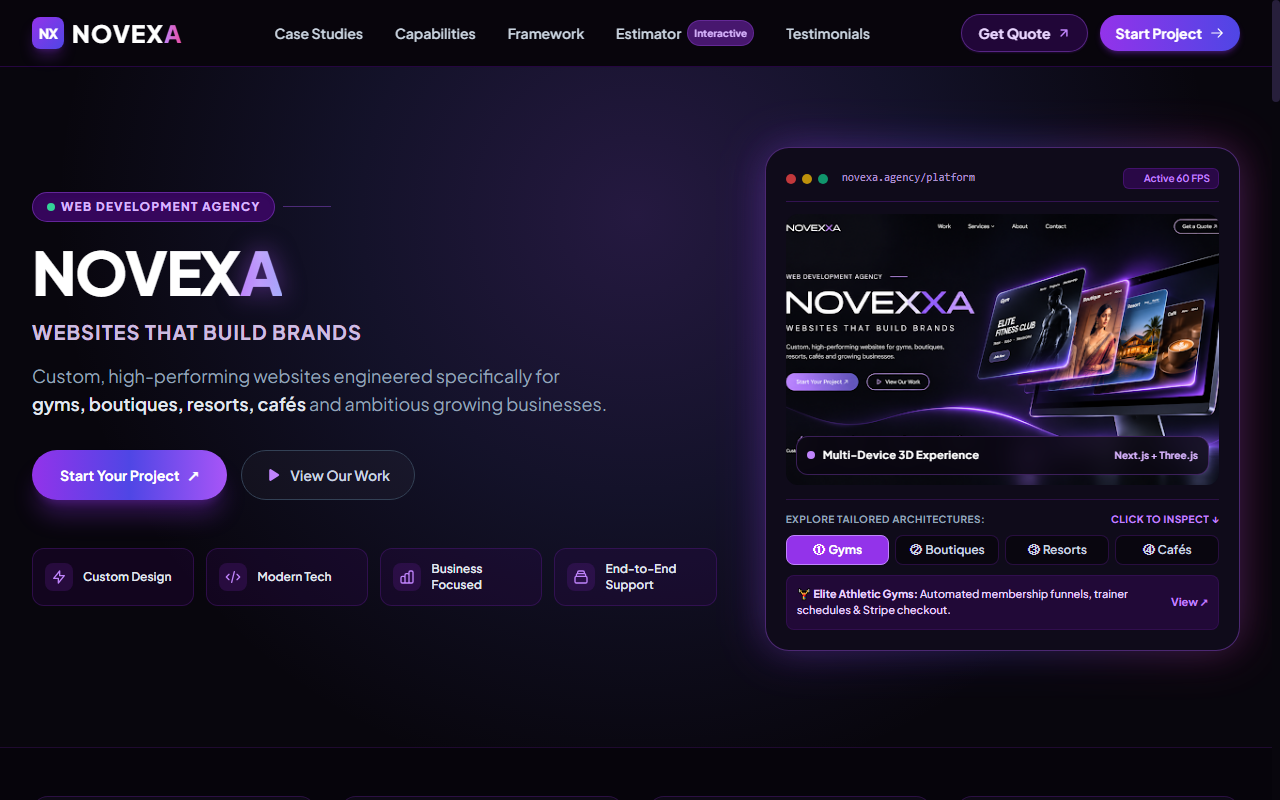 NX NOVEXA
Case Studies
Capabilities
Framework
Estimator Interactive
Testimonials
Get Quote ↗
Start Project →
WEB DEVELOPMENT AGENCY
NOVEXA
WEBSITES THAT BUILD BRANDS
Custom, high-performing websites engineered specifically for
gyms, boutiques, resorts, cafés and ambitious growing businesses.
Start Your Project ↗
View Our Work
Custom Design
Modern Tech
Business
Focused
End-to-End
Support
novexa.agency/platform
Active 60 FPS
NOVEXXA
Work
Services
About
Contact
Get a Quote ↗
WEB DEVELOPMENT AGENCY
NOVEXXA
WEBSITES THAT BUILD BRANDS
Custom, high-performing websites for gyms, boutiques,
resorts, cafés and growing businesses.
Start Your Project ↗
View Our Work
Gym
ELITE
FITNESS CLUB
Boutique
Resort
Café
Multi-Device 3D Experience
Next.js + Three.js
EXPLORE TAILORED ARCHITECTURES:
CLICK TO INSPECT ↓
① Gyms
② Boutiques
③ Resorts
④ Cafés
Elite Athletic Gyms: Automated membership funnels, trainer
schedules & Stripe checkout.
View ↗